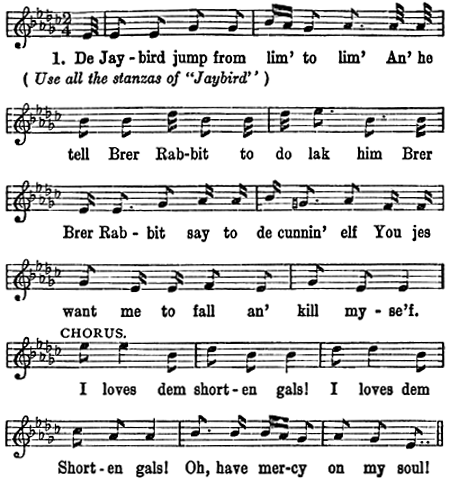 1. De Jay-bird jump from lim' to lim' An' he
( Use all the stanzas of "Jaybird" )
tell Brer Rab-bit to do lak him Brer
Brer Rab-bit say to de cunnin' elf You jes
want me to fall an' kill my-se'f.
CHORUS.
I loves dem short-en gals! I loves dem
Short-en gals! Oh, have mer-cy on my soul!